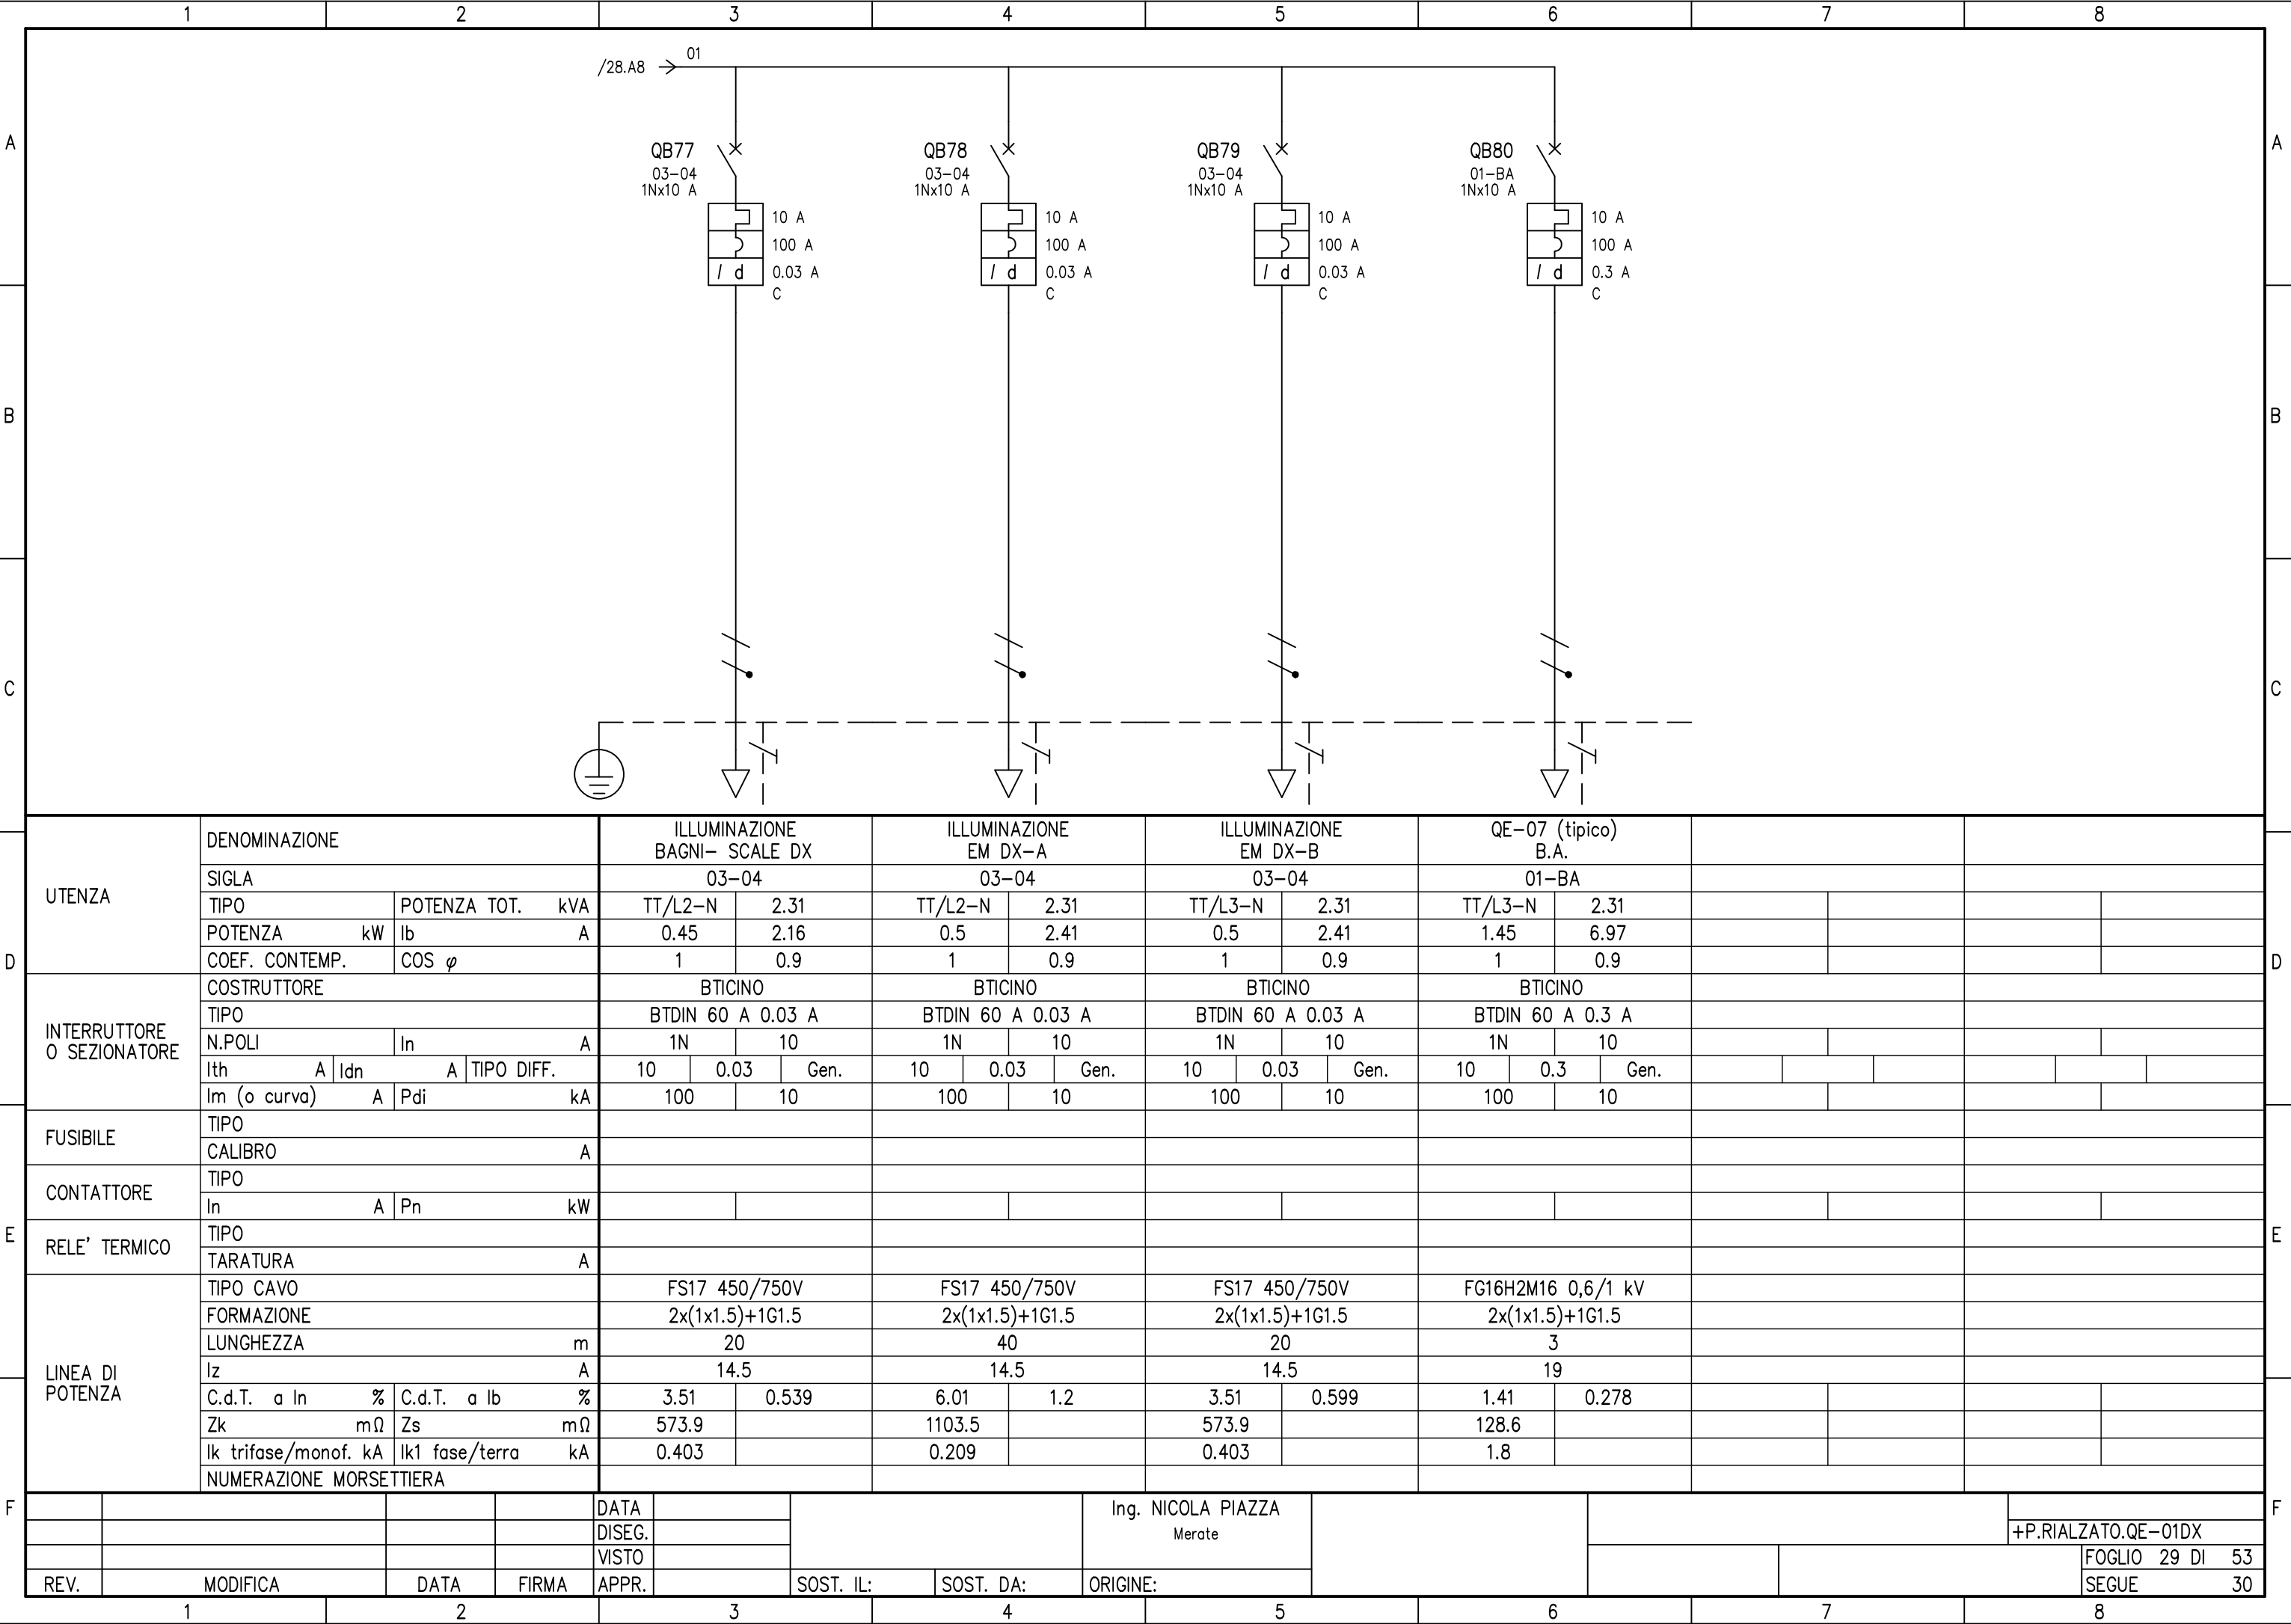 1 2 3 4 5 6 7 8
/28.A8 01
A A
QB77 QB78 QB79 QB80
03-04 03-04 03-04 01-BA
1Nx10 A 1Nx10 A 1Nx10 A 1Nx10 A
10 A 10 A 10 A 10 A
100 A 100 A 100 A 100 A
I d 0.03 A I d 0.03 A I d 0.03 A I d 0.3 A
C C C C
B B
C C
UTENZA
DENOMINAZIONE ILLUMINAZIONE ILLUMINAZIONE ILLUMINAZIONE QE-07 (tipico)
BAGNI- SCALE DX EM DX-A EM DX-B B.A.
SIGLA 03-04 03-04 03-04 01-BA
TIPO POTENZA TOT. kVA TT/L2-N 2.31 TT/L2-N 2.31 TT/L3-N 2.31 TT/L3-N 2.31
POTENZA kW Ib A 0.45 2.16 0.5 2.41 0.5 2.41 1.45 6.97
D COEF. CONTEMP. COS φ 1 0.9 1 0.9 1 0.9 1 0.9 D
INTERRUTTORE
O SEZIONATORE
COSTRUTTORE BTICINO BTICINO BTICINO BTICINO
TIPO BTDIN 60 A 0.03 A BTDIN 60 A 0.03 A BTDIN 60 A 0.03 A BTDIN 60 A 0.3 A
N.POLI In A 1N 10 1N 10 1N 10 1N 10
Ith A Idn A TIPO DIFF. 10 0.03 Gen. 10 0.03 Gen. 10 0.03 Gen. 10 0.3 Gen.
Im (o curva) A Pdi kA 100 10 100 10 100 10 100 10
FUSIBILE
TIPO
CALIBRO A
CONTATTORE
TIPO
In A Pn kW
E RELE' TERMICO E
TIPO
TARATURA A
LINEA DI
POTENZA
TIPO CAVO FS17 450/750V FS17 450/750V FS17 450/750V FG16H2M16 0,6/1 kV
FORMAZIONE 2x(1x1.5)+1G1.5 2x(1x1.5)+1G1.5 2x(1x1.5)+1G1.5 2x(1x1.5)+1G1.5
LUNGHEZZA m 20 40 20 3
Iz A 14.5 14.5 14.5 19
C.d.T. a In % C.d.T. a Ib % 3.51 0.539 6.01 1.2 3.51 0.599 1.41 0.278
Zk mΩ Zs mΩ 573.9 1103.5 573.9 128.6
Ik trifase/monof. kA Ik1 fase/terra kA 0.403 0.209 0.403 1.8
NUMERAZIONE MORSETTIERA
F DATA Ing. NICOLA PIAZZA F
DISEG. Merate +P.RIALZATO.QE-01DX
VISTO FOGLIO 29 DI 53
REV. MODIFICA DATA FIRMA APPR. SOST. IL: SOST. DA: ORIGINE: SEGUE 30
1 2 3 4 5 6 7 8